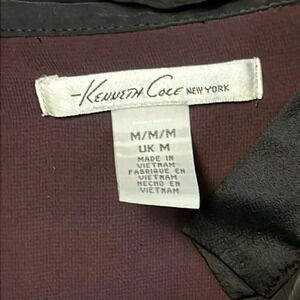 Kenneth Cole NEW YORK
M/M/M
UK M
MADE IN
VIETNAM
FABRIQUE EN
VIETNAM
HECHO EN
VIETNAM